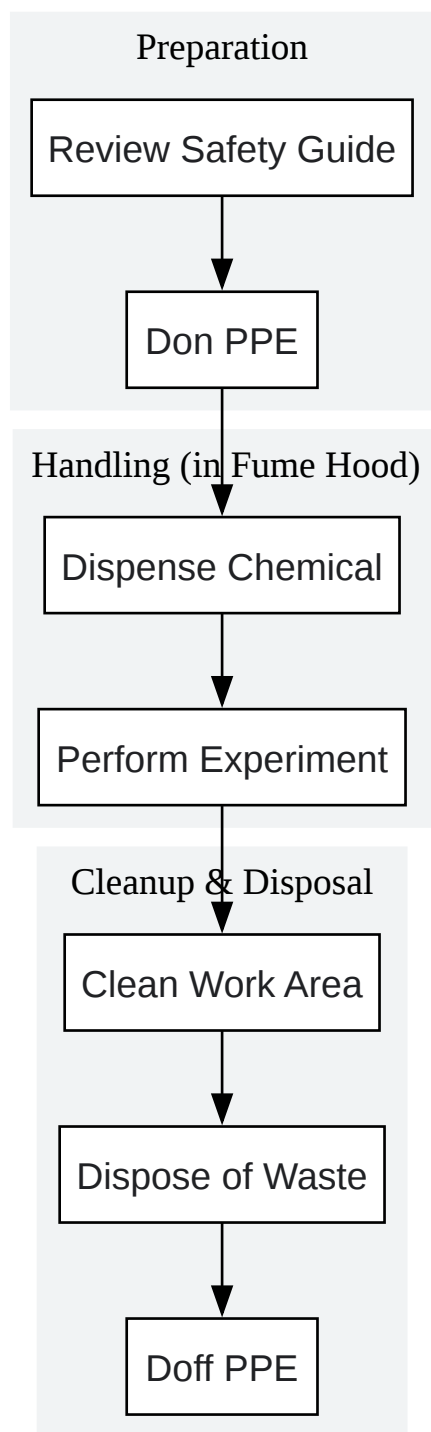 Preparation
Review Safety Guide
Don PPE
Handling (in Fume Hood)
Dispense Chemical
Perform Experiment
Cleanup & Disposal
Clean Work Area
Dispose of Waste
Doff PPE